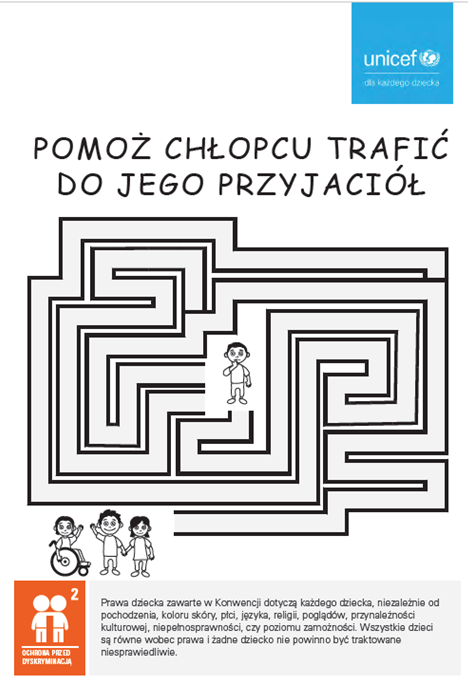 unicef
dla każdego dziecka
POMOŻ CHŁOPCU TRAFIĆ
DO JEGO PRZYJACIÓŁ
2
OCHRONA PRZED
DYSKRYMINACJĄ
Prawa dziecka zawarte w Konwencji dotyczą każdego dziecka, niezależnie od
pochodzenia, koloru skóry, płci, języka, religii, poglądów, przynależności
kulturowej, niepełnosprawności, czy poziomu zamożności. Wszystkie dzieci
są równe wobec prawa i żadne dziecko nie powinno być traktowane
niesprawiedliwie.